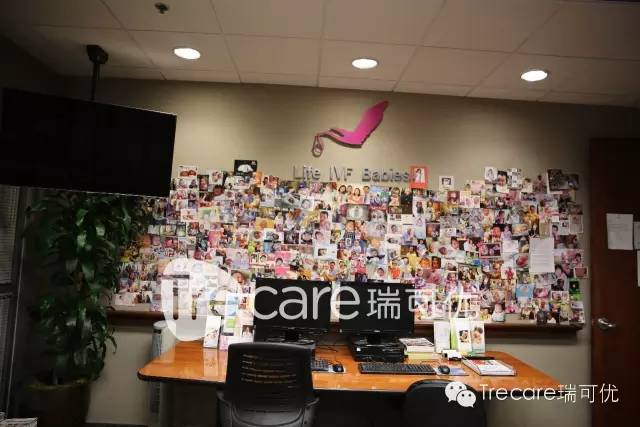 Life IVF Babies
Trecare瑞可优
Trecare瑞可优